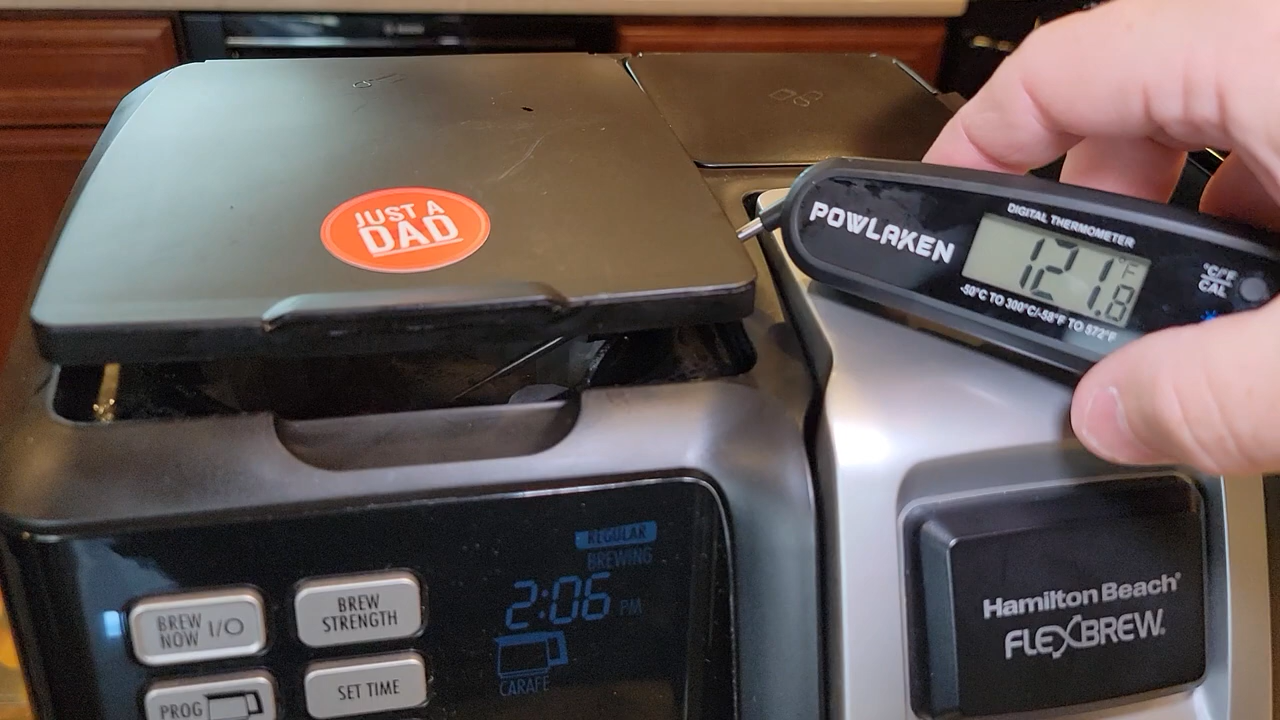 JUST A
DAD
POWLAKEN
DIGITAL THERMOMETER
121.8 °F
-50°C TO 300°C/-58°F TO 572°F
°C/°F
CAL
REGULAR
BREWING
2:06 PM
CARAFE
BREW
NOW I/O
BREW
STRENGTH
PROG
SET TIME
Hamilton Beach®
FLEXBREW®